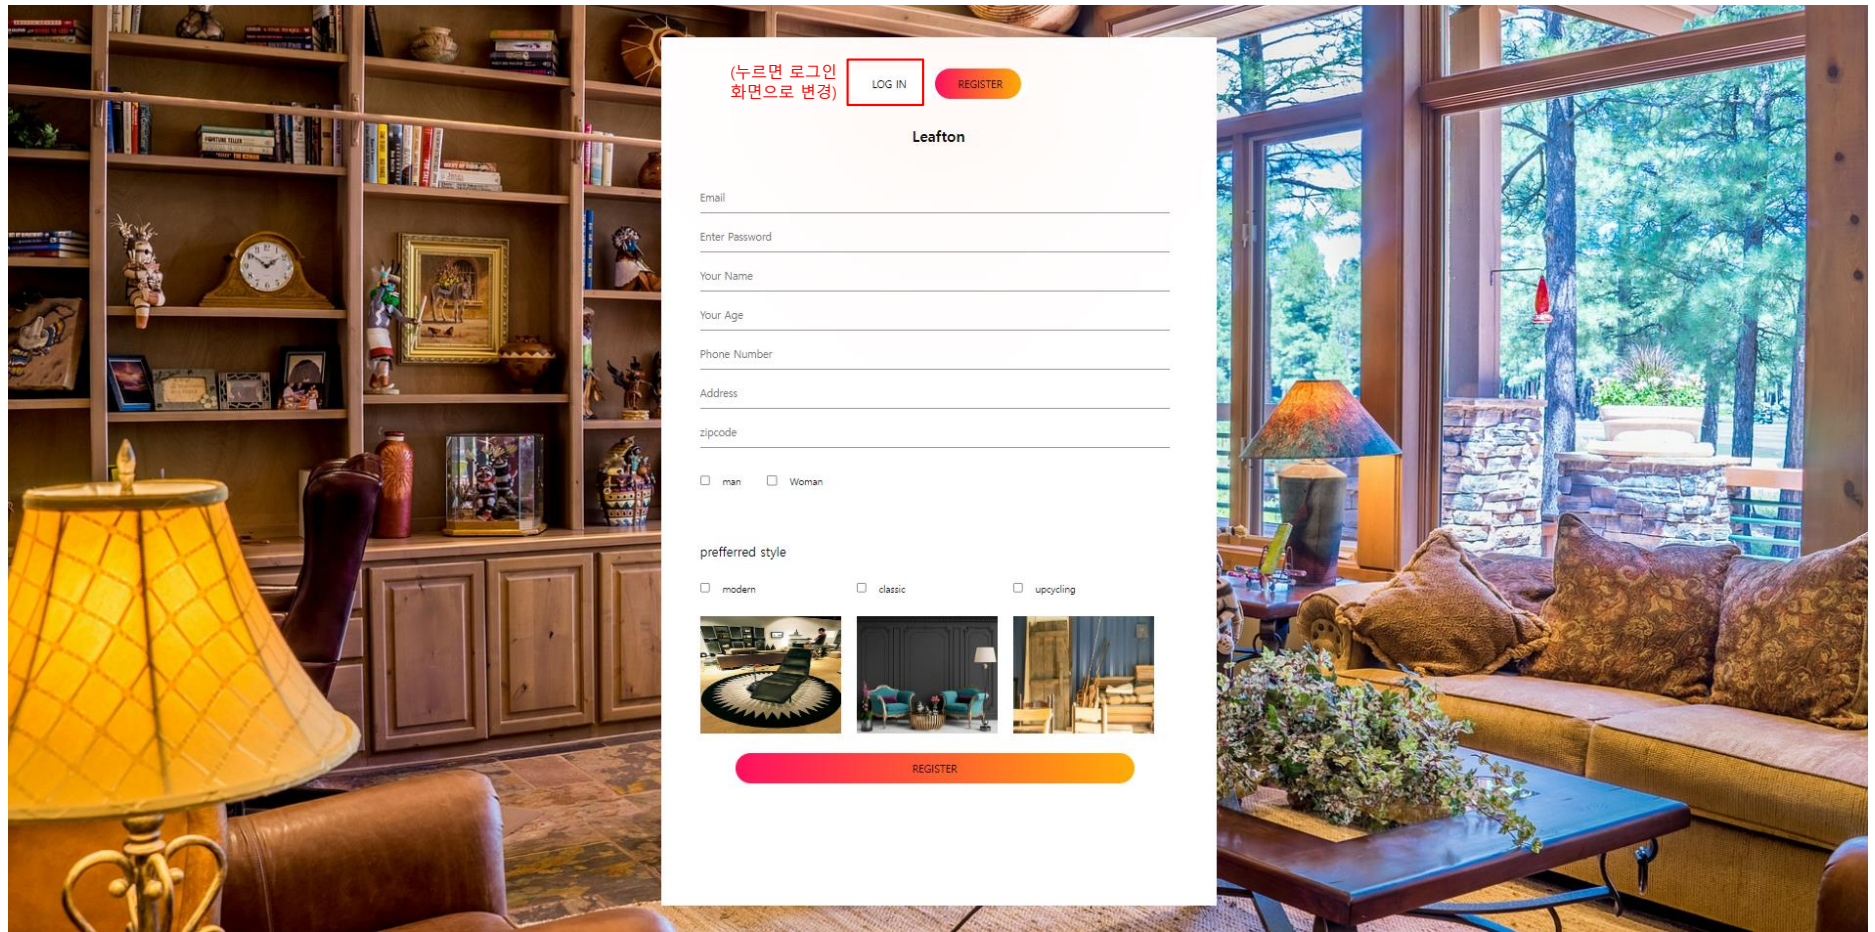 (누르면 로그인
화면으로 변경)
LOG IN
REGISTER
Leafton
Email
Enter Password
Your Name
Your Age
Phone Number
Address
zipcode
man Woman
prefferred style
modern classic upcycling
REGISTER